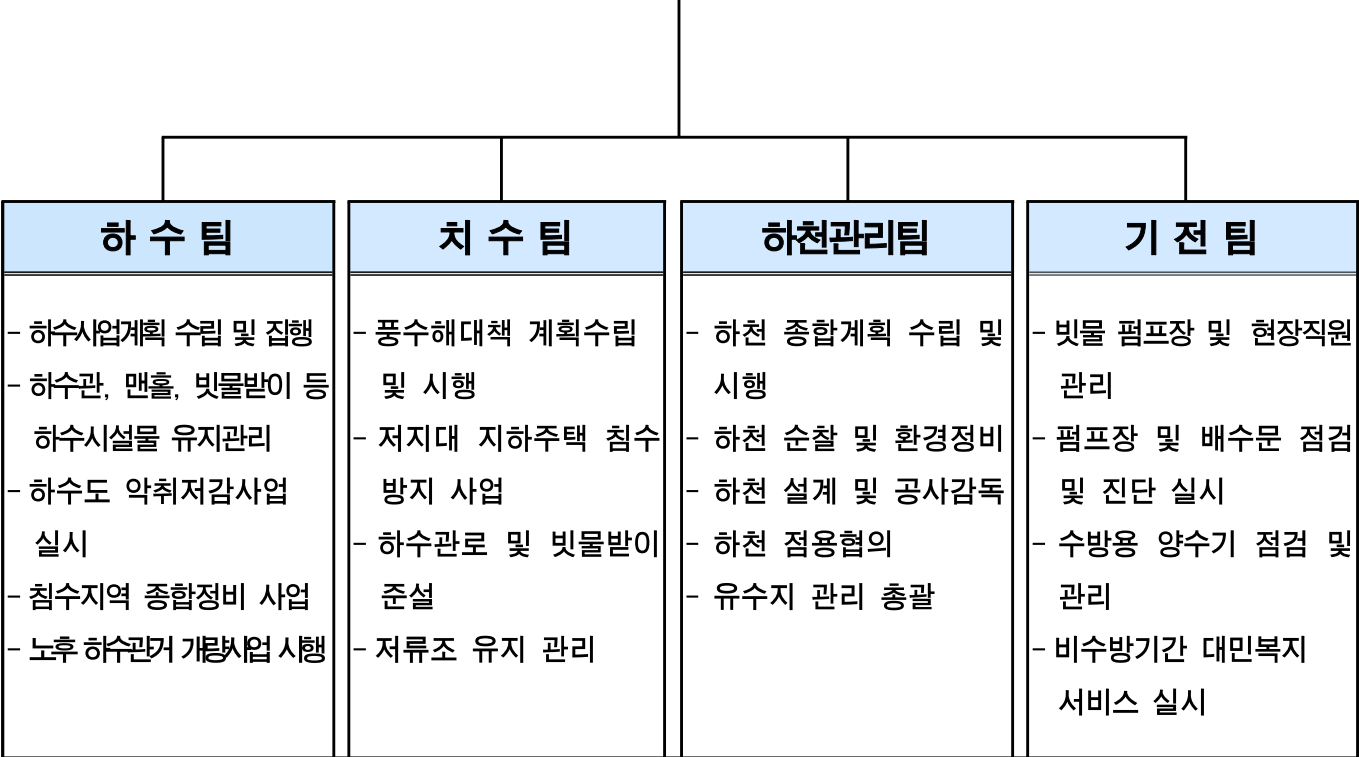 하 수 팀
- 하수사업계획 수립 및 집행
- 하수관, 맨홀, 빗물받이 등
하수시설물 유지관리
- 하수도 악취저감사업
실시
- 침수지역 종합정비 사업
- 노후 하수관거 개량사업 시행
치 수 팀
- 풍수해대책 계획수립
및 시행
- 저지대 지하주택 침수
방지 사업
- 하수관로 및 빗물받이
준설
- 저류조 유지 관리
하천관리팀
- 하천 종합계획 수립 및
시행
- 하천 순찰 및 환경정비
- 하천 설계 및 공사감독
- 하천 점용협의
- 유수지 관리 총괄
기 전 팀
- 빗물 펌프장 및 현장직원
관리
- 펌프장 및 배수문 점검
및 진단 실시
- 수방용 양수기 점검 및
관리
- 비수방기간 대민복지
서비스 실시